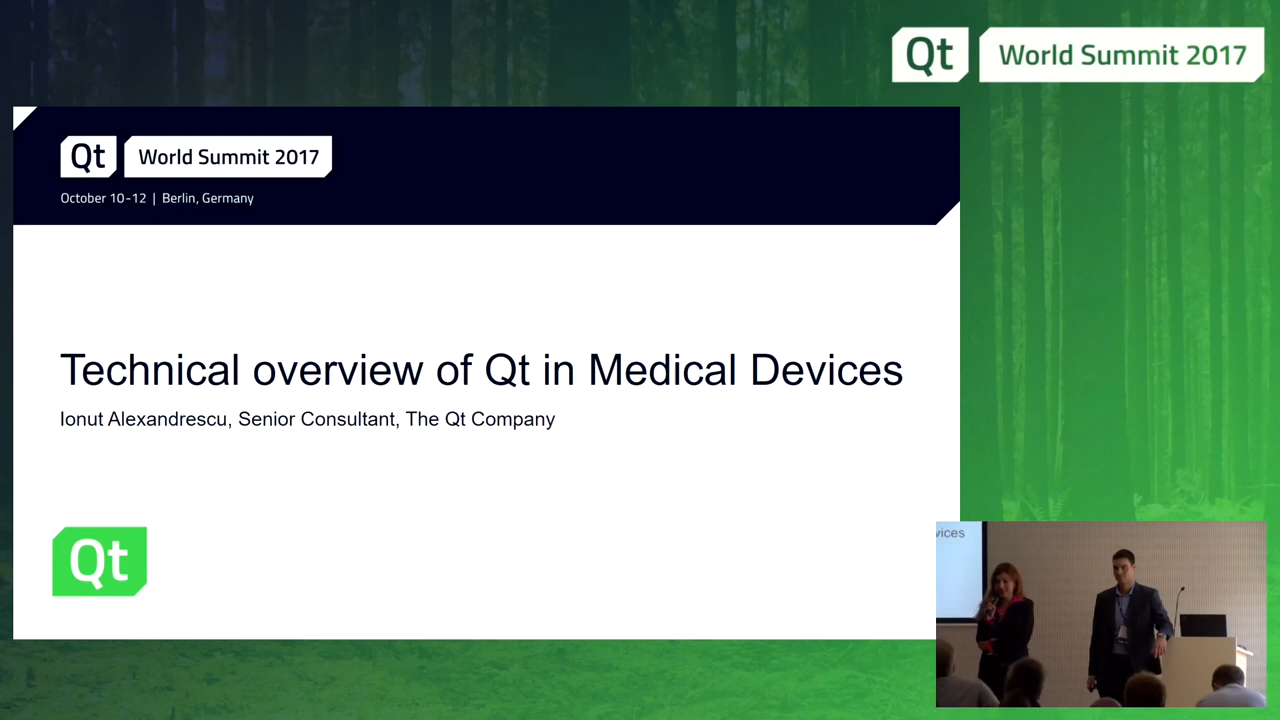 Qt World Summit 2017
Qt World Summit 2017
October 10-12 | Berlin, Germany
Technical overview of Qt in Medical Devices
Ionut Alexandrescu, Senior Consultant, The Qt Company
Qt
vices